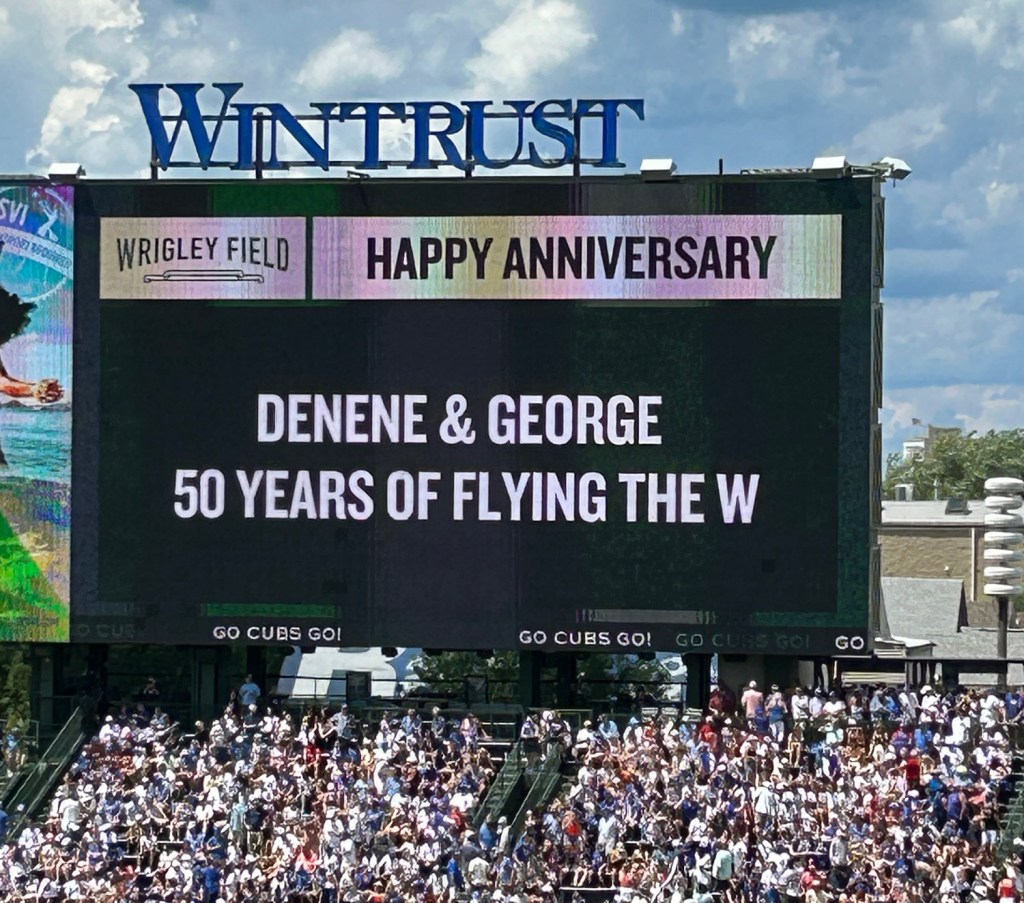 WINTRUST
WRIGLEY FIELD
HAPPY ANNIVERSARY
DENENE & GEORGE
50 YEARS OF FLYING THE W
GO CUBS GO! GO CUBS GO! GO CUBS GO! GO